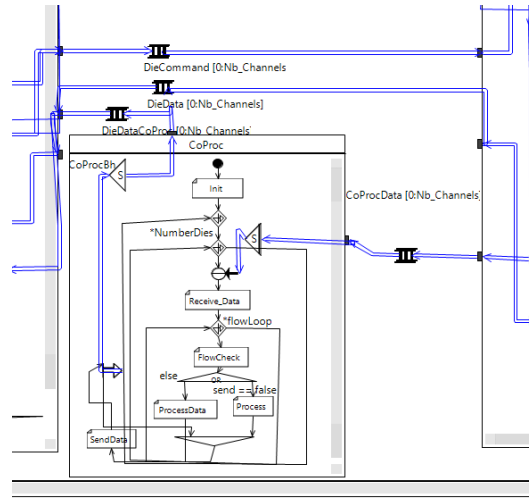 DieCommand [0:Nb_Channels
DieData [0:Nb_Channels]
DieDataCoProc [0:Nb_Channels]
CoProc
CoProcBh
S
Init
CoProcData [0:Nb_Channels]
*NumberDies
S
Receive_Data
*flowLoop
FlowCheck
else
OR
send == false
ProcessData
Process
SendData